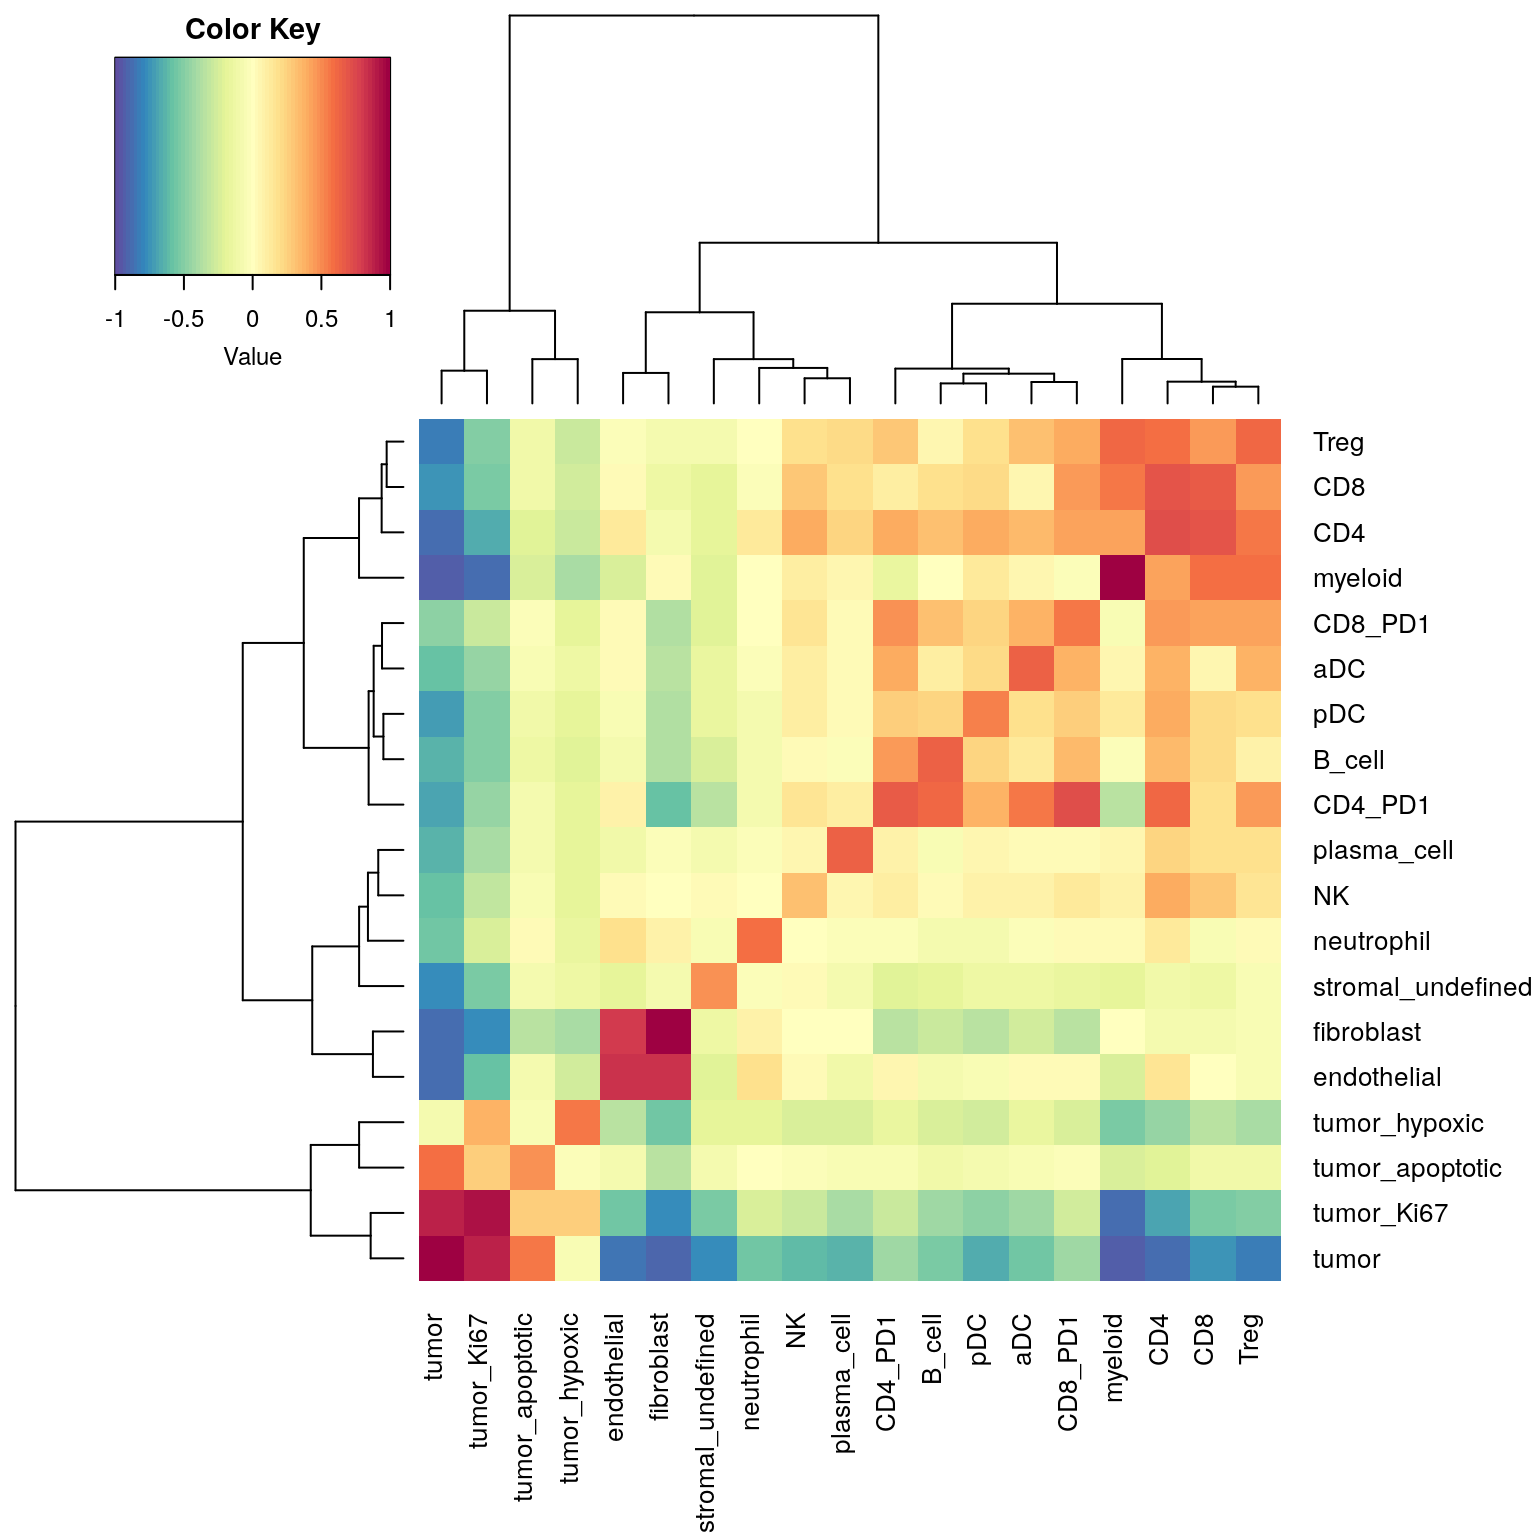 Color Key
-1 -0.5 0 0.5 1
Value
Treg
CD8
CD4
myeloid
CD8_PD1
aDC
pDC
B_cell
CD4_PD1
plasma_cell
NK
neutrophil
stromal_undefined
fibroblast
endothelial
tumor_hypoxic
tumor_apoptotic
tumor_Ki67
tumor
tumor
tumor_Ki67
tumor_apoptotic
tumor_hypoxic
endothelial
fibroblast
stromal_undefined
neutrophil
NK
plasma_cell
CD4_PD1
B_cell
pDC
aDC
CD8_PD1
myeloid
CD4
CD8
Treg